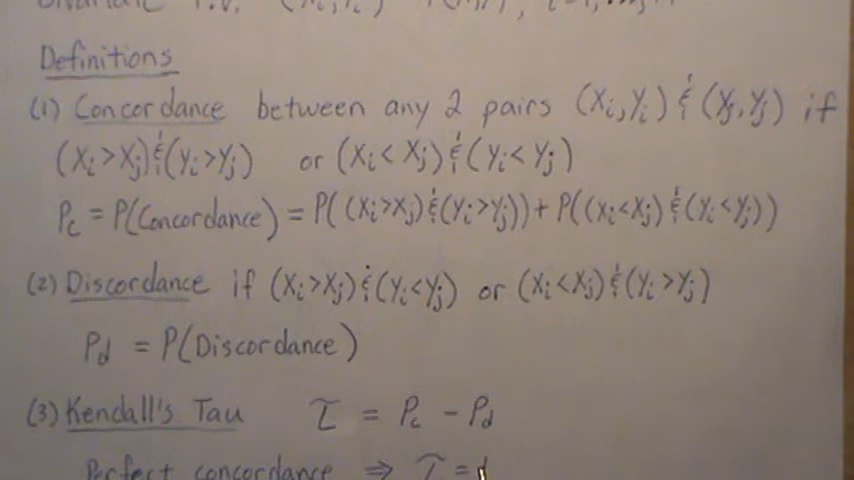 Bivariate r.v.
Definitions
(1) Concordance between any 2 pairs (Xi,Yi) & (Xj,Yj) if
(Xi>Xj)&(Yi>Yj) or (Xi<Xj)&(Yi<Yj)
Pc = P(Concordance) = P((Xi>Xj)&(Yi>Yj)) + P((Xi<Xj)&(Yi<Yj))
(2) Discordance if (Xi>Xj)&(Yi<Yj) or (Xi<Xj)&(Yi>Yj)
Pd = P(Discordance)
(3) Kendall's Tau τ = Pc - Pd
Perfect concordance ⇒ τ =